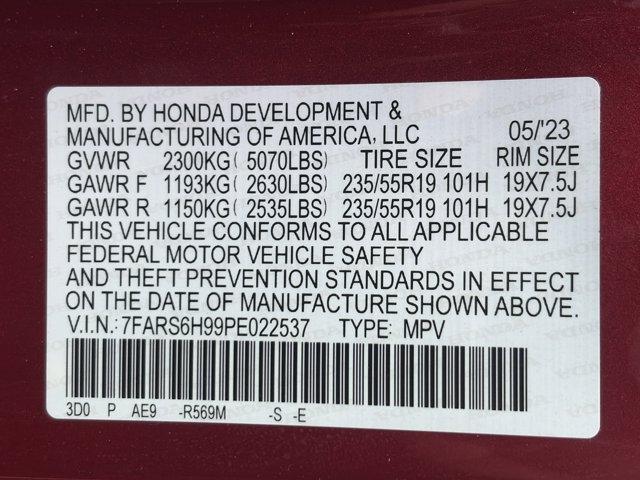 MFD. BY HONDA DEVELOPMENT &
MANUFACTURING OF AMERICA, LLC 05/'23
GVWR 2300KG( 5070LBS) TIRE SIZE RIM SIZE
GAWR F 1193KG( 2630LBS) 235/55R19 101H 19X7.5J
GAWR R 1150KG( 2535LBS) 235/55R19 101H 19X7.5J
THIS VEHICLE CONFORMS TO ALL APPLICABLE
FEDERAL MOTOR VEHICLE SAFETY
AND THEFT PREVENTION STANDARDS IN EFFECT
ON THE DATE OF MANUFACTURE SHOWN ABOVE.
V.I.N.: 7FARS6H99PE022537 TYPE: MPV
3D0 P AE9 -R569M -S -E